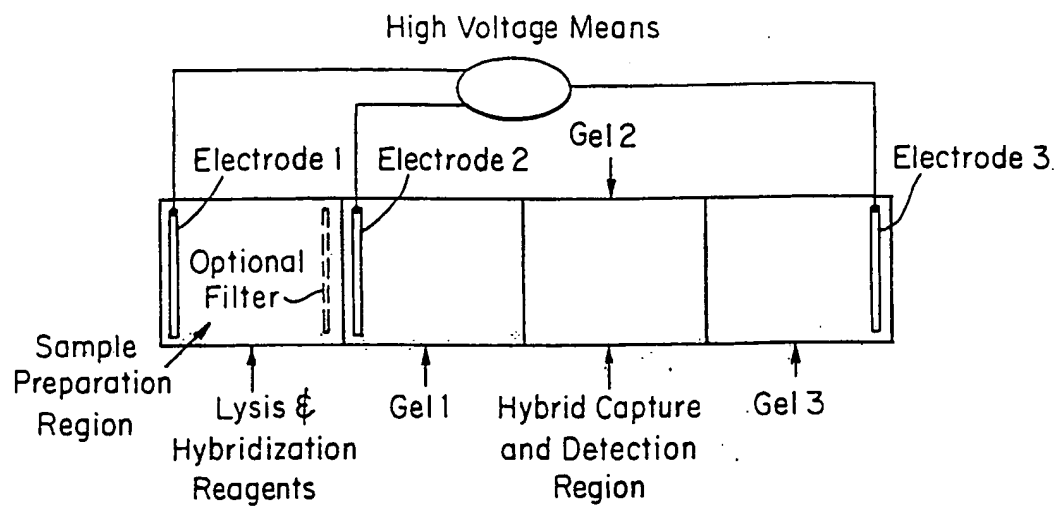 High Voltage Means
Gel 2
Electrode 1
Electrode 2
Electrode 3
Optional
Filter
Sample
Preparation
Region
Lysis &
Hybridization
Reagents
Gel 1
Hybrid Capture
and Detection
Region
Gel 3